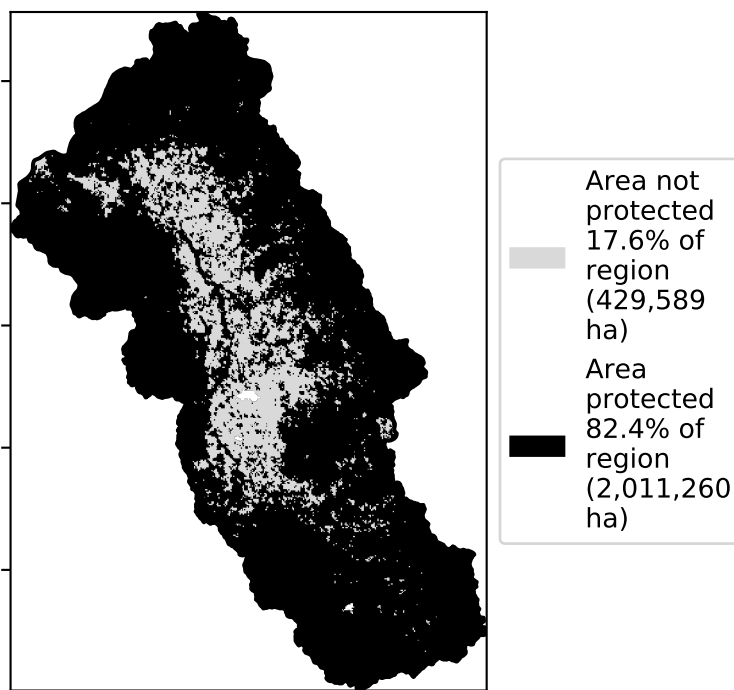 Area not
protected
17.6% of
region
(429,589
ha)
Area
protected
82.4% of
region
(2,011,260
ha)